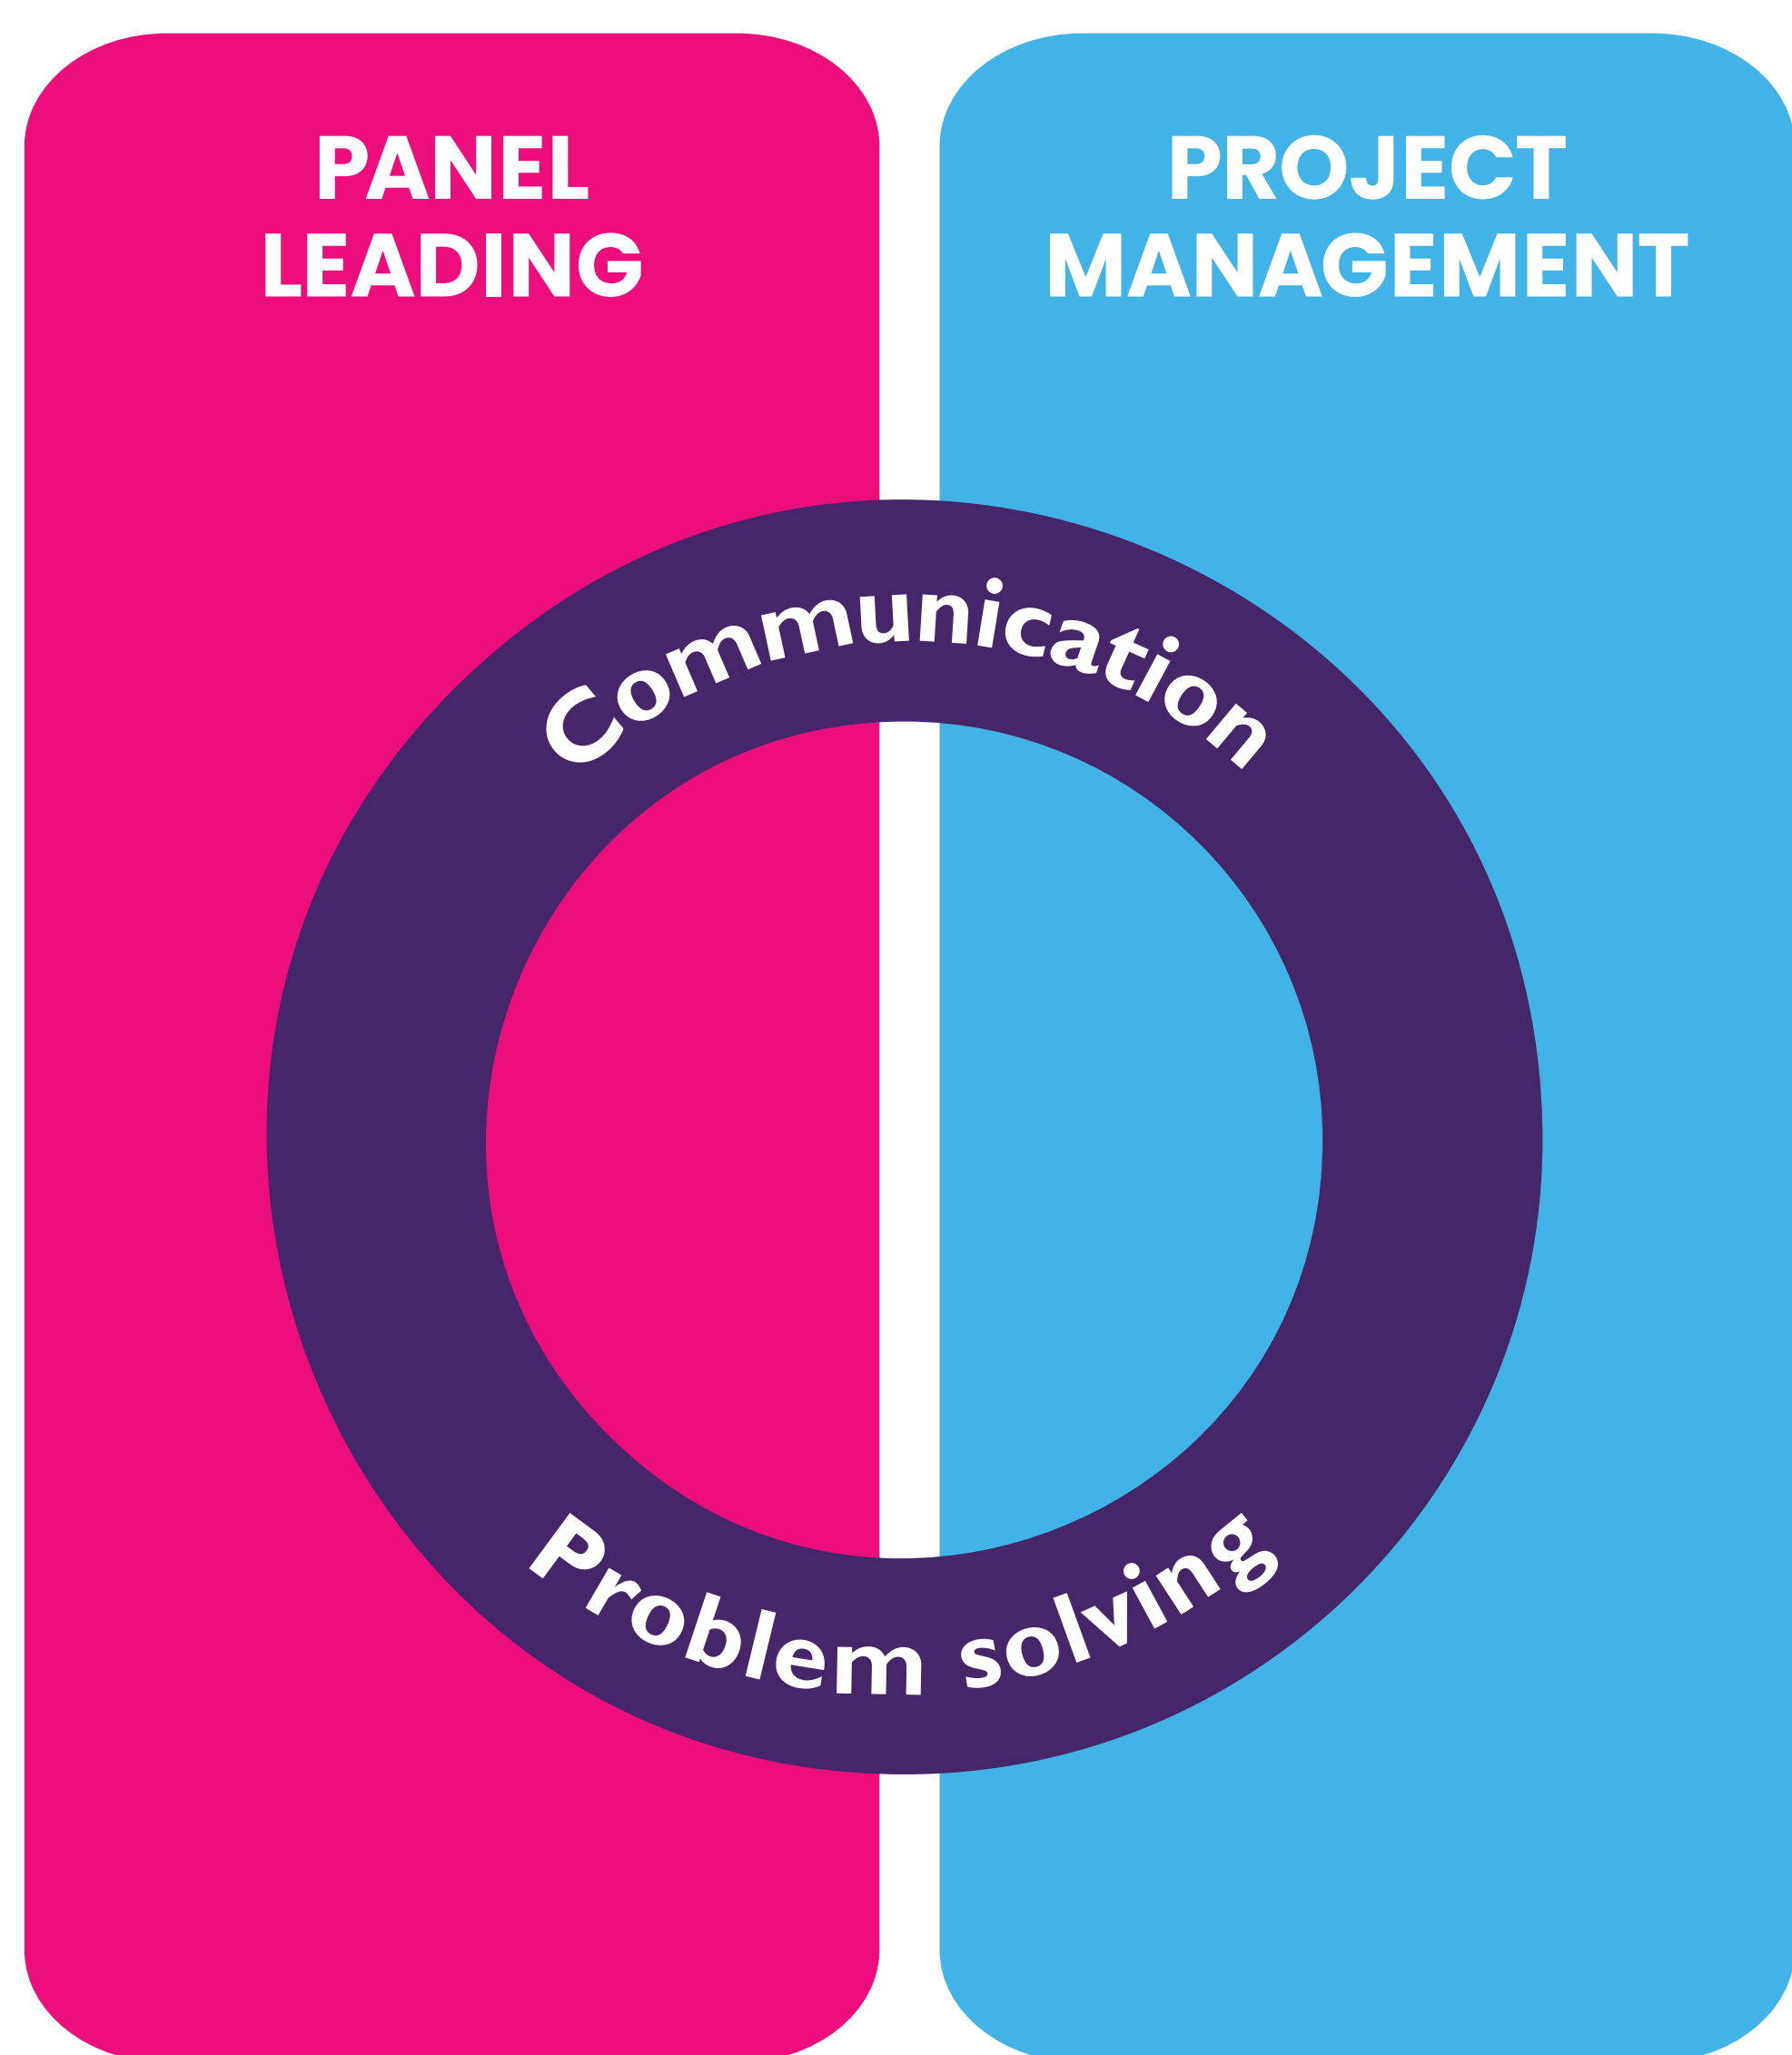 PANEL
LEADING
PROJECT
MANAGEMENT
Communication
Problem solving